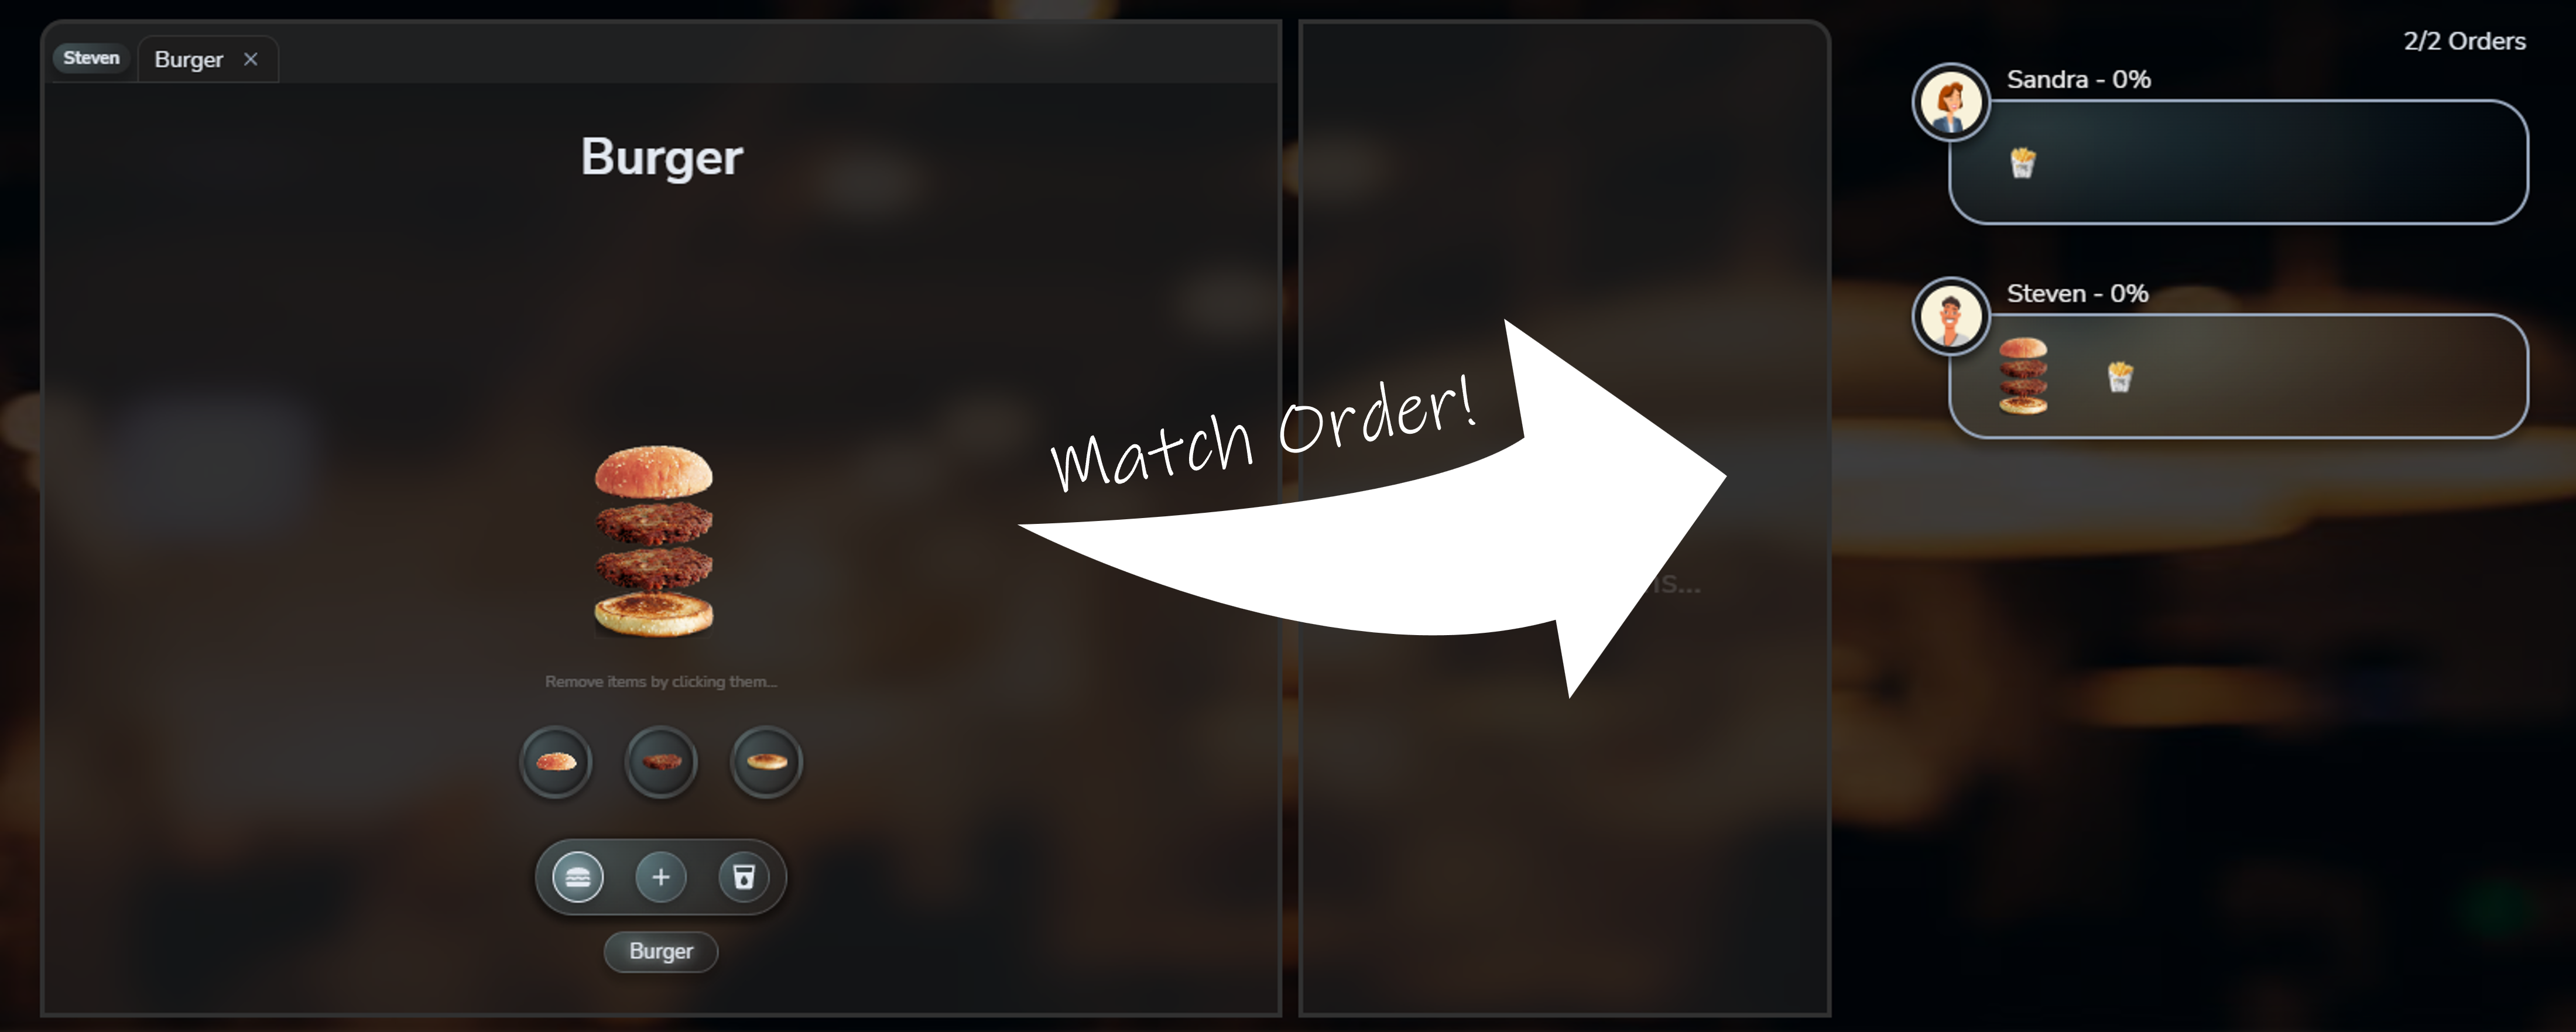 Steven
Burger
Burger
Remove items by clicking them...
Burger
Match Order!
2/2 Orders
Sandra - 0%
Steven - 0%